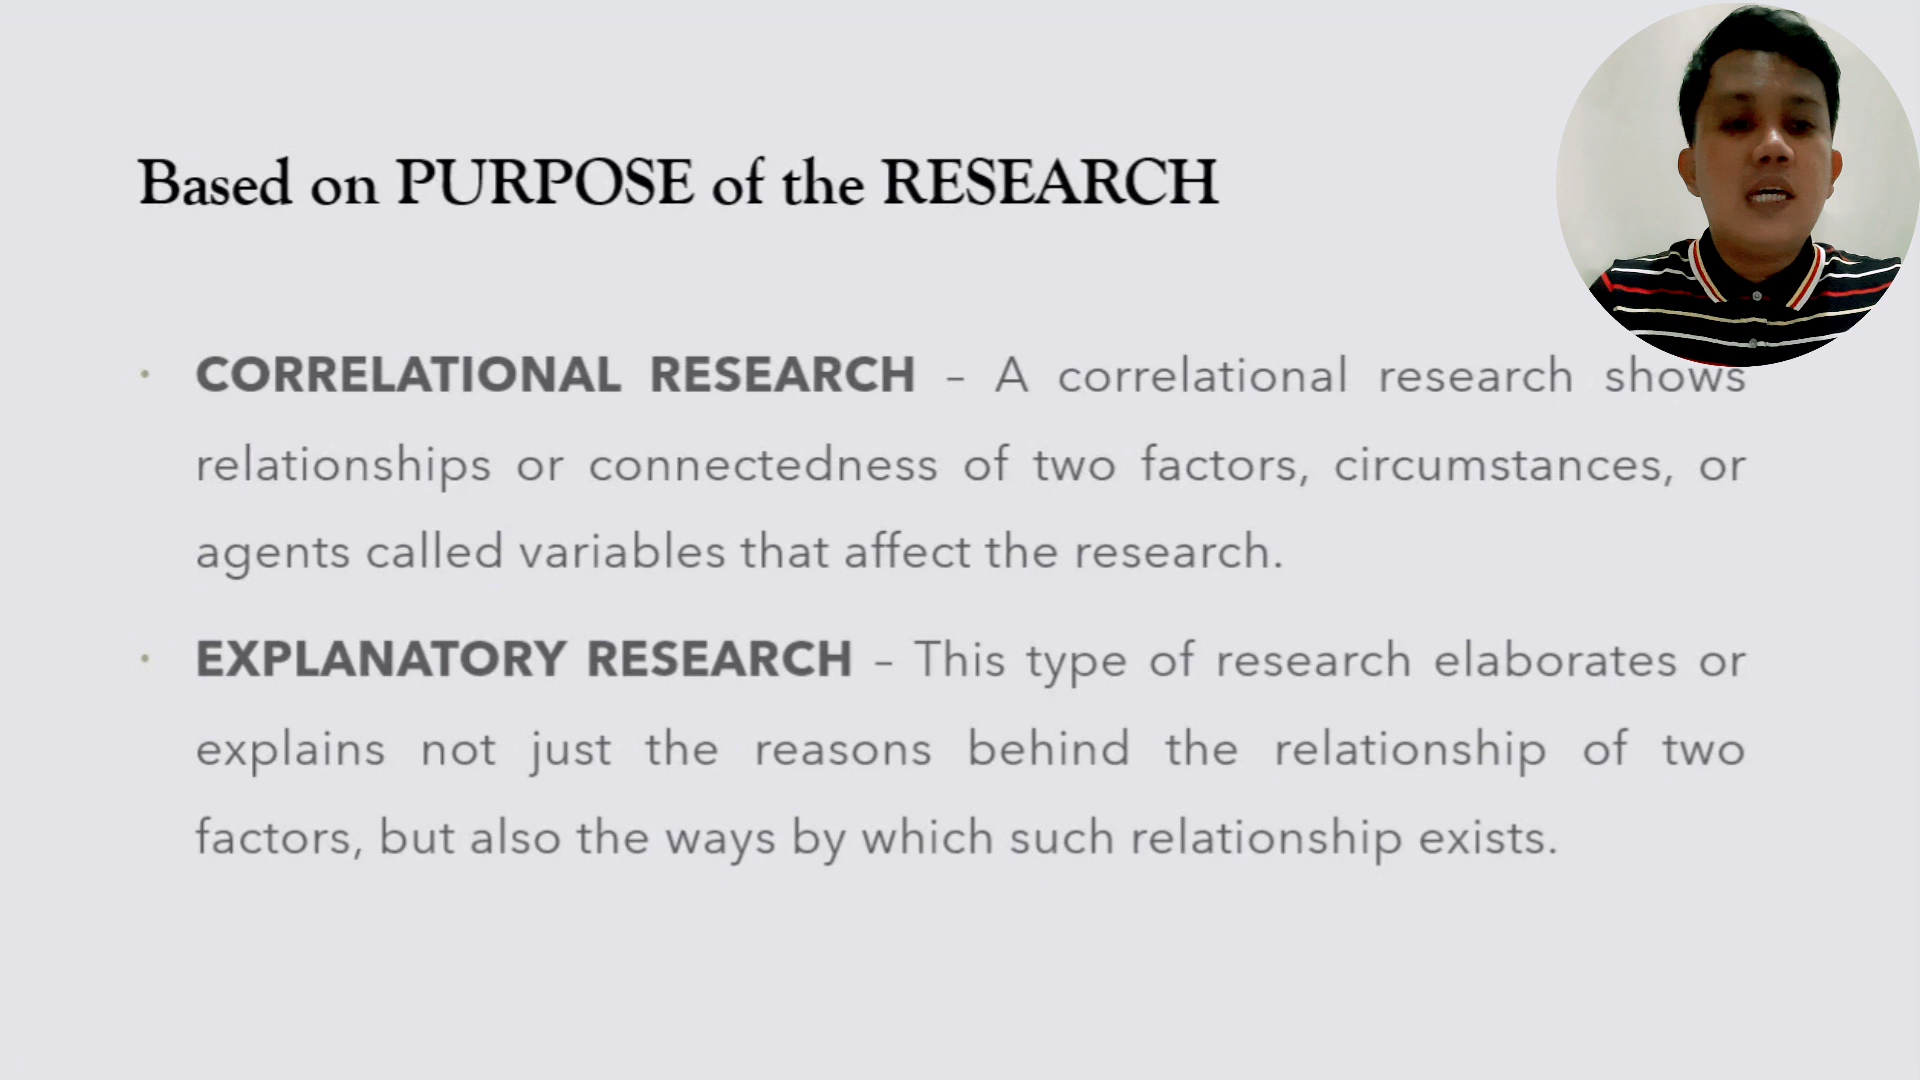 Based on PURPOSE of the RESEARCH
· CORRELATIONAL RESEARCH – A correlational research shows
relationships or connectedness of two factors, circumstances, or
agents called variables that affect the research.
· EXPLANATORY RESEARCH – This type of research elaborates or
explains not just the reasons behind the relationship of two
factors, but also the ways by which such relationship exists.